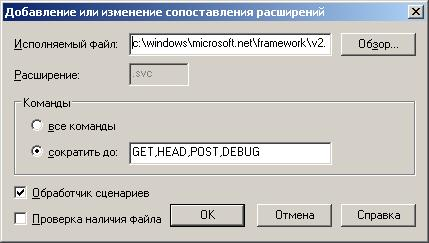 Добавление или изменение сопоставления расширений
Исполняемый файл: c:\windows\microsoft.net\framework\v2. Обзор...
Расширение: .svc
Команды
все команды
сократить до: GET,HEAD,POST,DEBUG
Обработчик сценариев
Проверка наличия файла
OK Отмена Справка